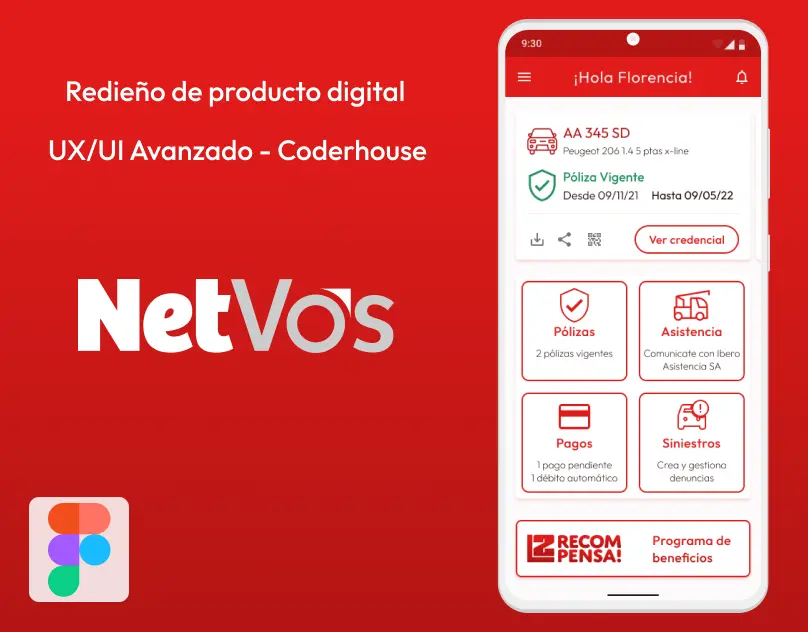 Redieño de producto digital
UX/UI Avanzado - Coderhouse
NetVos
9:30
¡Hola Florencia!
AA 345 SD
Peugeot 206 1.4 5 ptas x-line
Póliza Vigente
Desde 09/11/21 Hasta 09/05/22
Ver credencial
Pólizas
2 pólizas vigentes
Asistencia
Comunicate con Ibero
Asistencia SA
Pagos
1 pago pendiente
1 débito automático
Siniestros
Crea y gestiona
denuncias
LZ RECOM
PENSA!
Programa de
beneficios